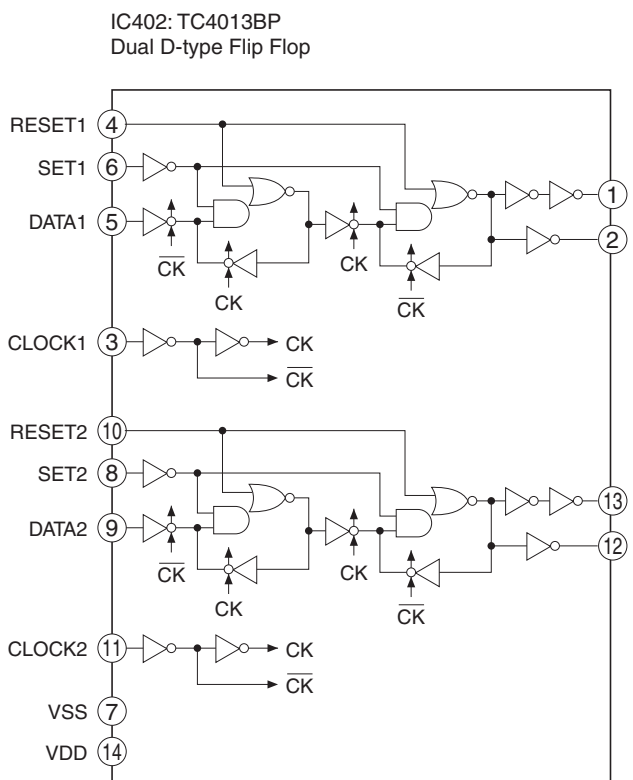 IC402: TC4013BP
Dual D-type Flip Flop
RESET1 4
SET1 6
1
DATA1 5
2
CK CK
CK CK
CLOCK1 3 CK
CK
RESET2 10
SET2 8
13
DATA2 9
12
CK CK
CK CK
CLOCK2 11 CK
CK
VSS 7
VDD 14